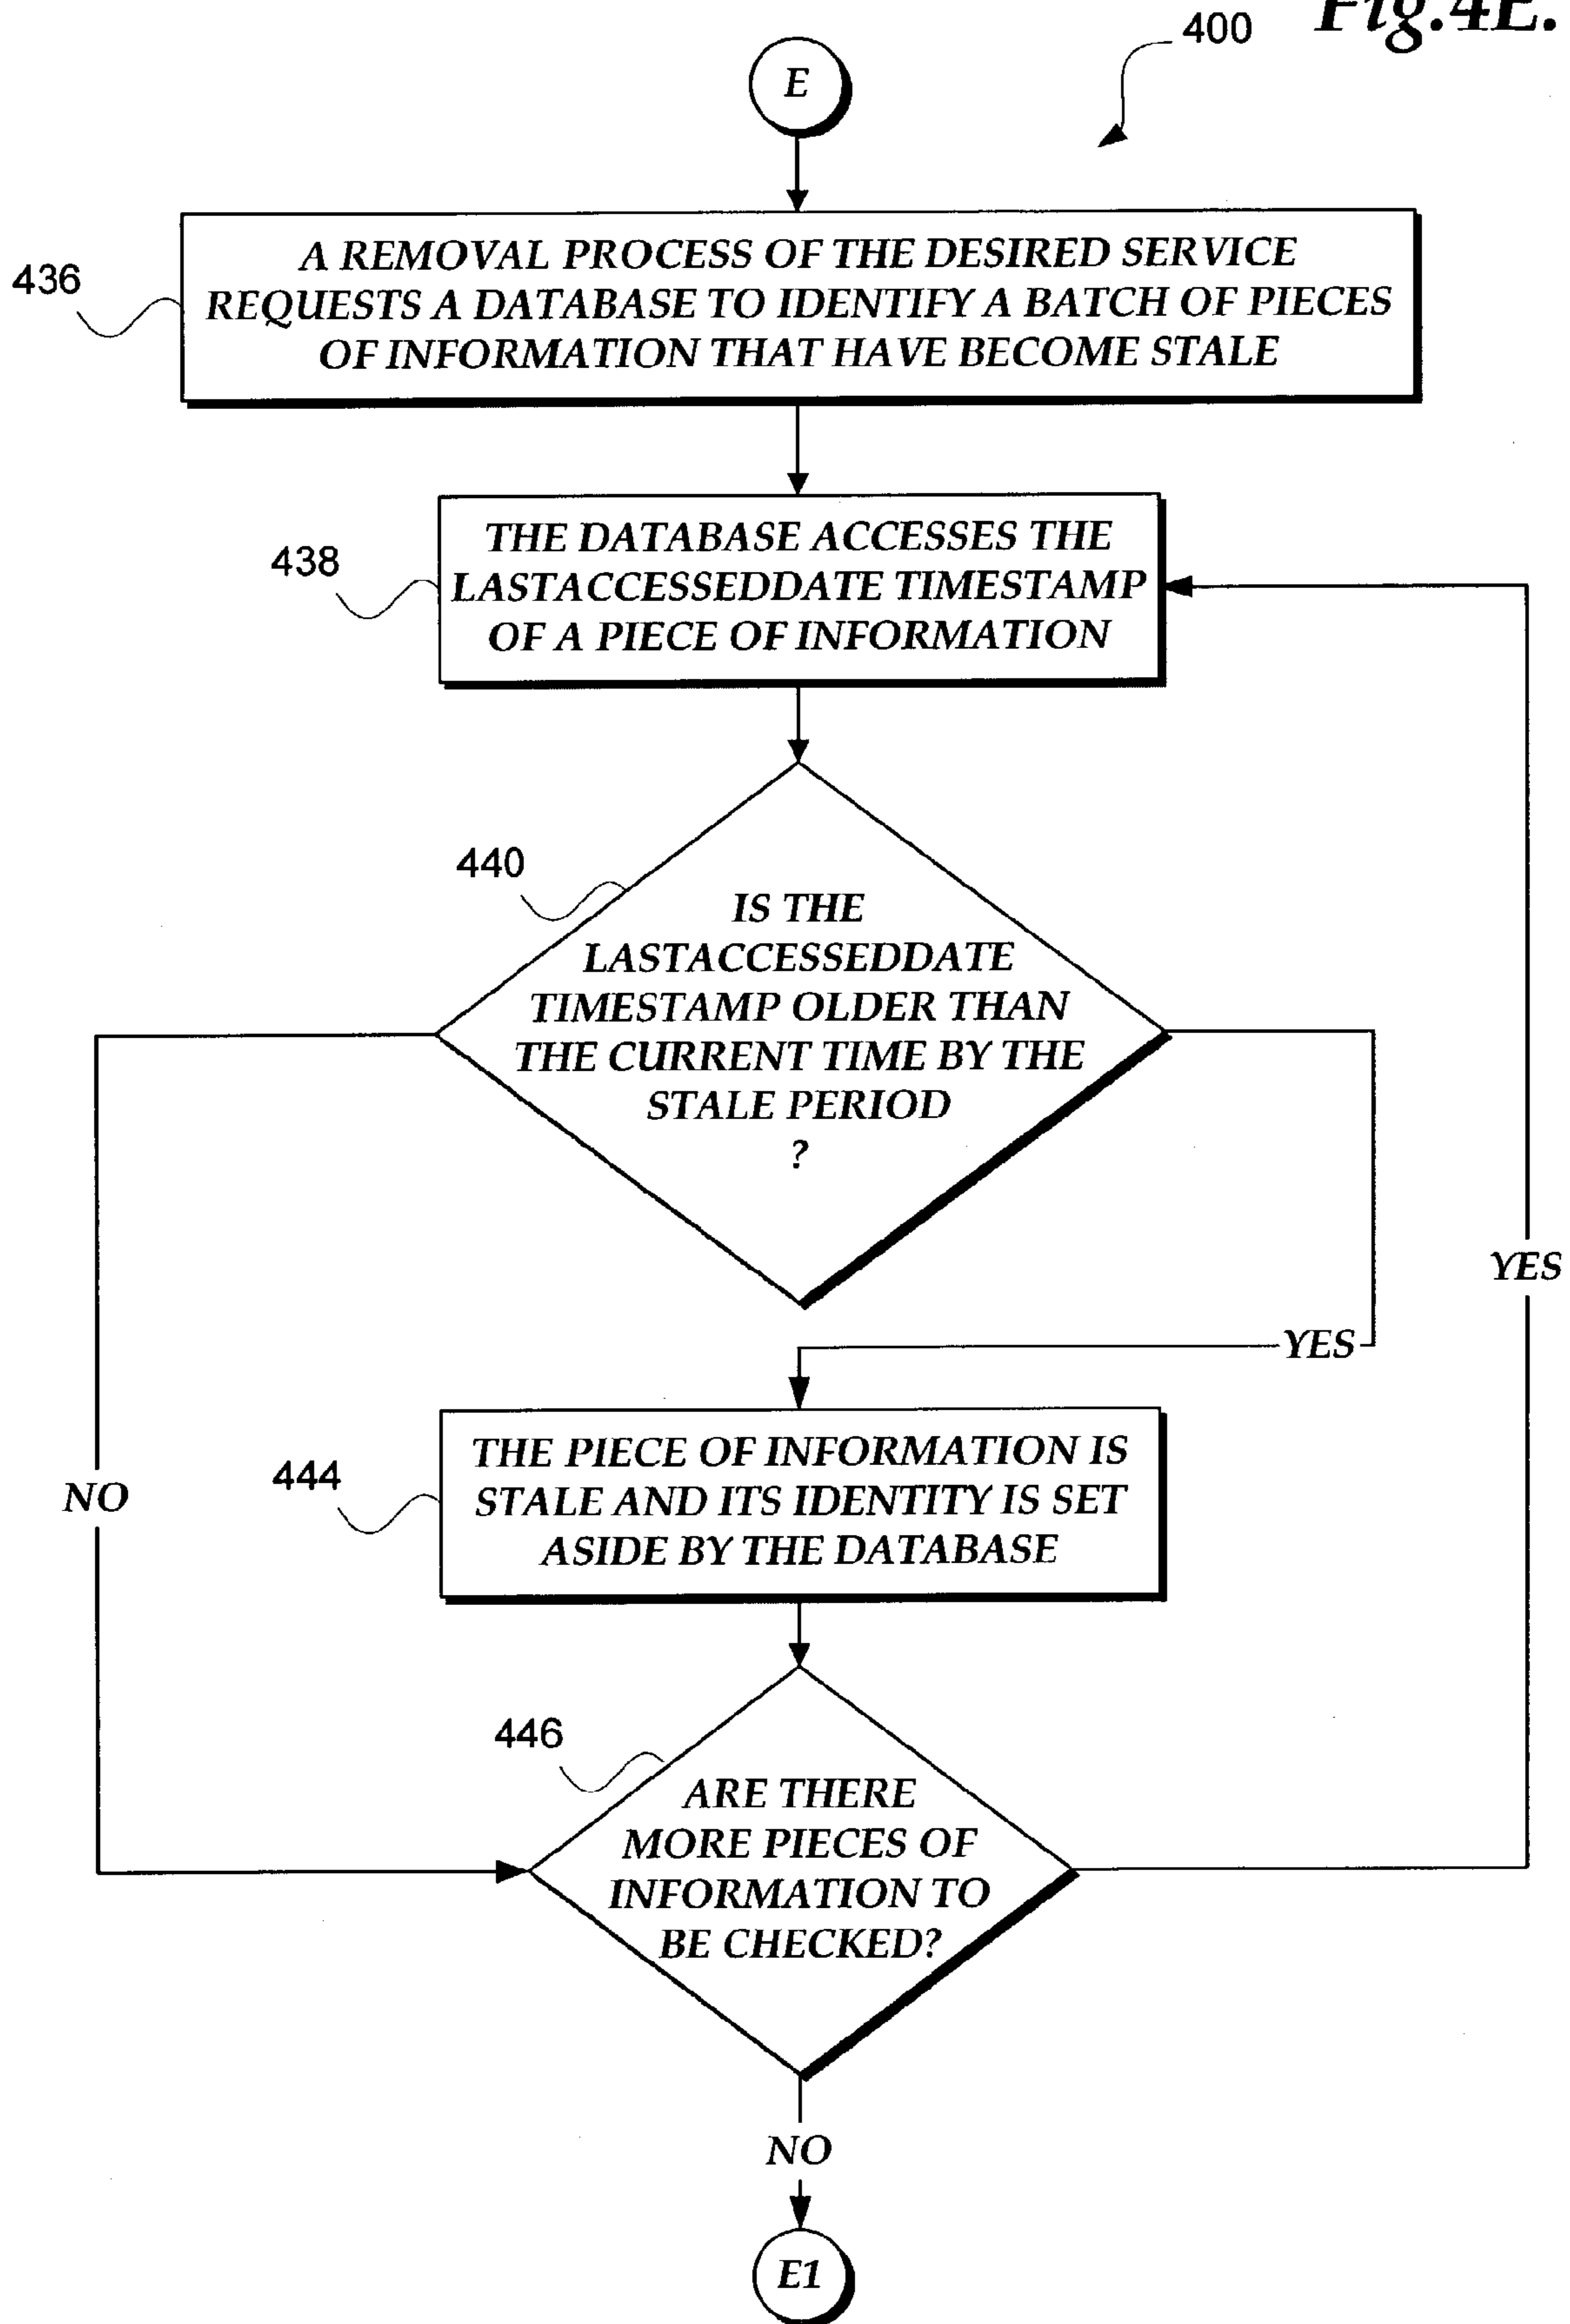 Fig.4E.
400
E
436
A REMOVAL PROCESS OF THE DESIRED SERVICE
REQUESTS A DATABASE TO IDENTIFY A BATCH OF PIECES
OF INFORMATION THAT HAVE BECOME STALE
438
THE DATABASE ACCESSES THE
LASTACCESSEDDATE TIMESTAMP
OF A PIECE OF INFORMATION
440
IS THE
LASTACCESSEDDATE
TIMESTAMP OLDER THAN
THE CURRENT TIME BY THE
STALE PERIOD
?
YES
YES
444
THE PIECE OF INFORMATION IS
STALE AND ITS IDENTITY IS SET
ASIDE BY THE DATABASE
NO
446
ARE THERE
MORE PIECES OF
INFORMATION TO
BE CHECKED?
NO
E1